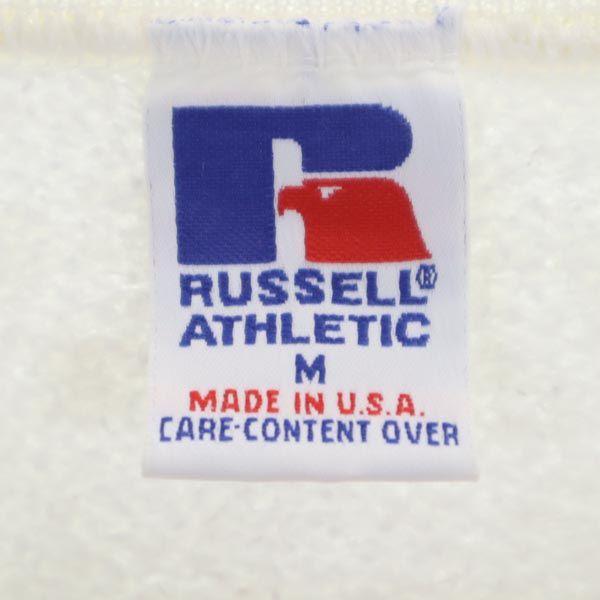 RUSSELL®
ATHLETIC
M
MADE IN U.S.A.
CARE-CONTENT OVER